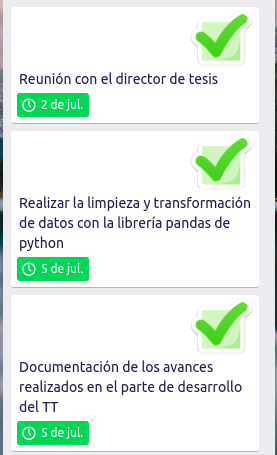 Reunión con el director de tesis
2 de jul.
Realizar la limpieza y transformación
de datos con la librería pandas de
python
5 de jul.
Documentación de los avances
realizados en el parte de desarrollo
del TT
5 de jul.